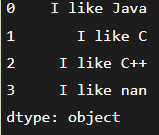 0    I like Java
1       I like C
2     I like C++
3     I like nan
dtype: object